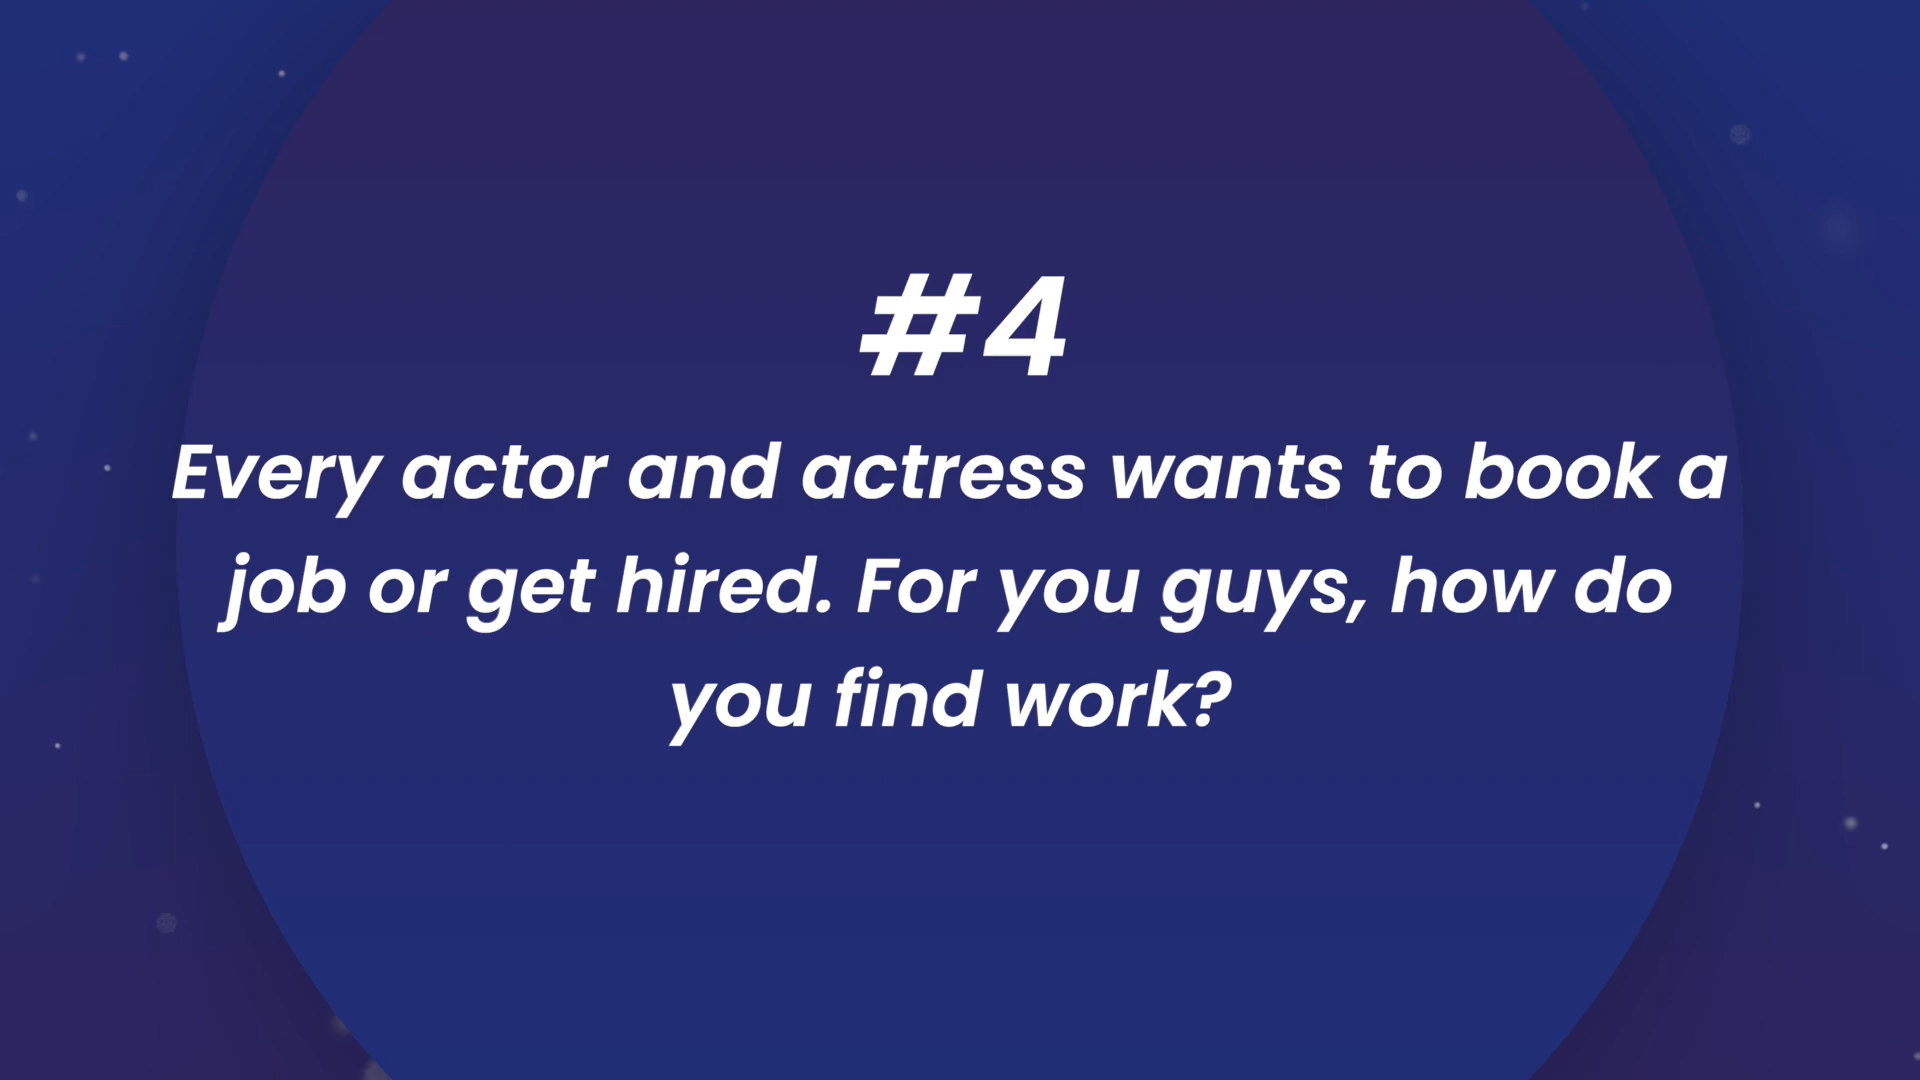 #4
Every actor and actress wants to book a
job or get hired. For you guys, how do
you find work?